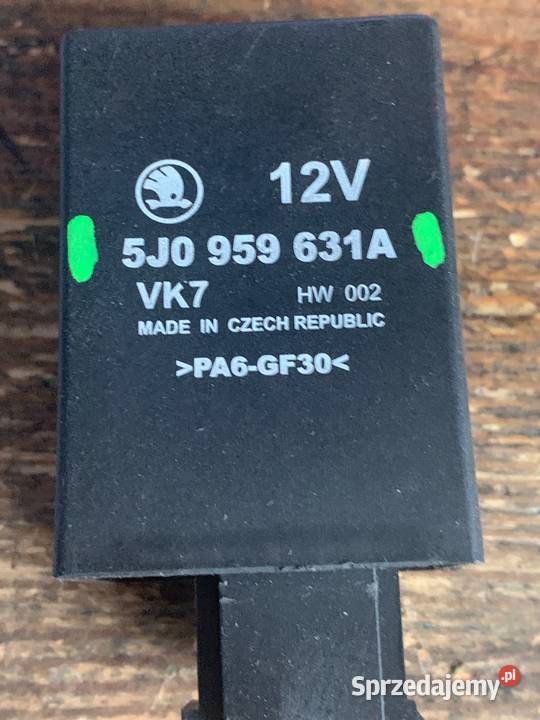 12V
5J0 959 631A
VK7 HW 002
MADE IN CZECH REPUBLIC
>PA6-GF30<
Sprzedajemy.pl